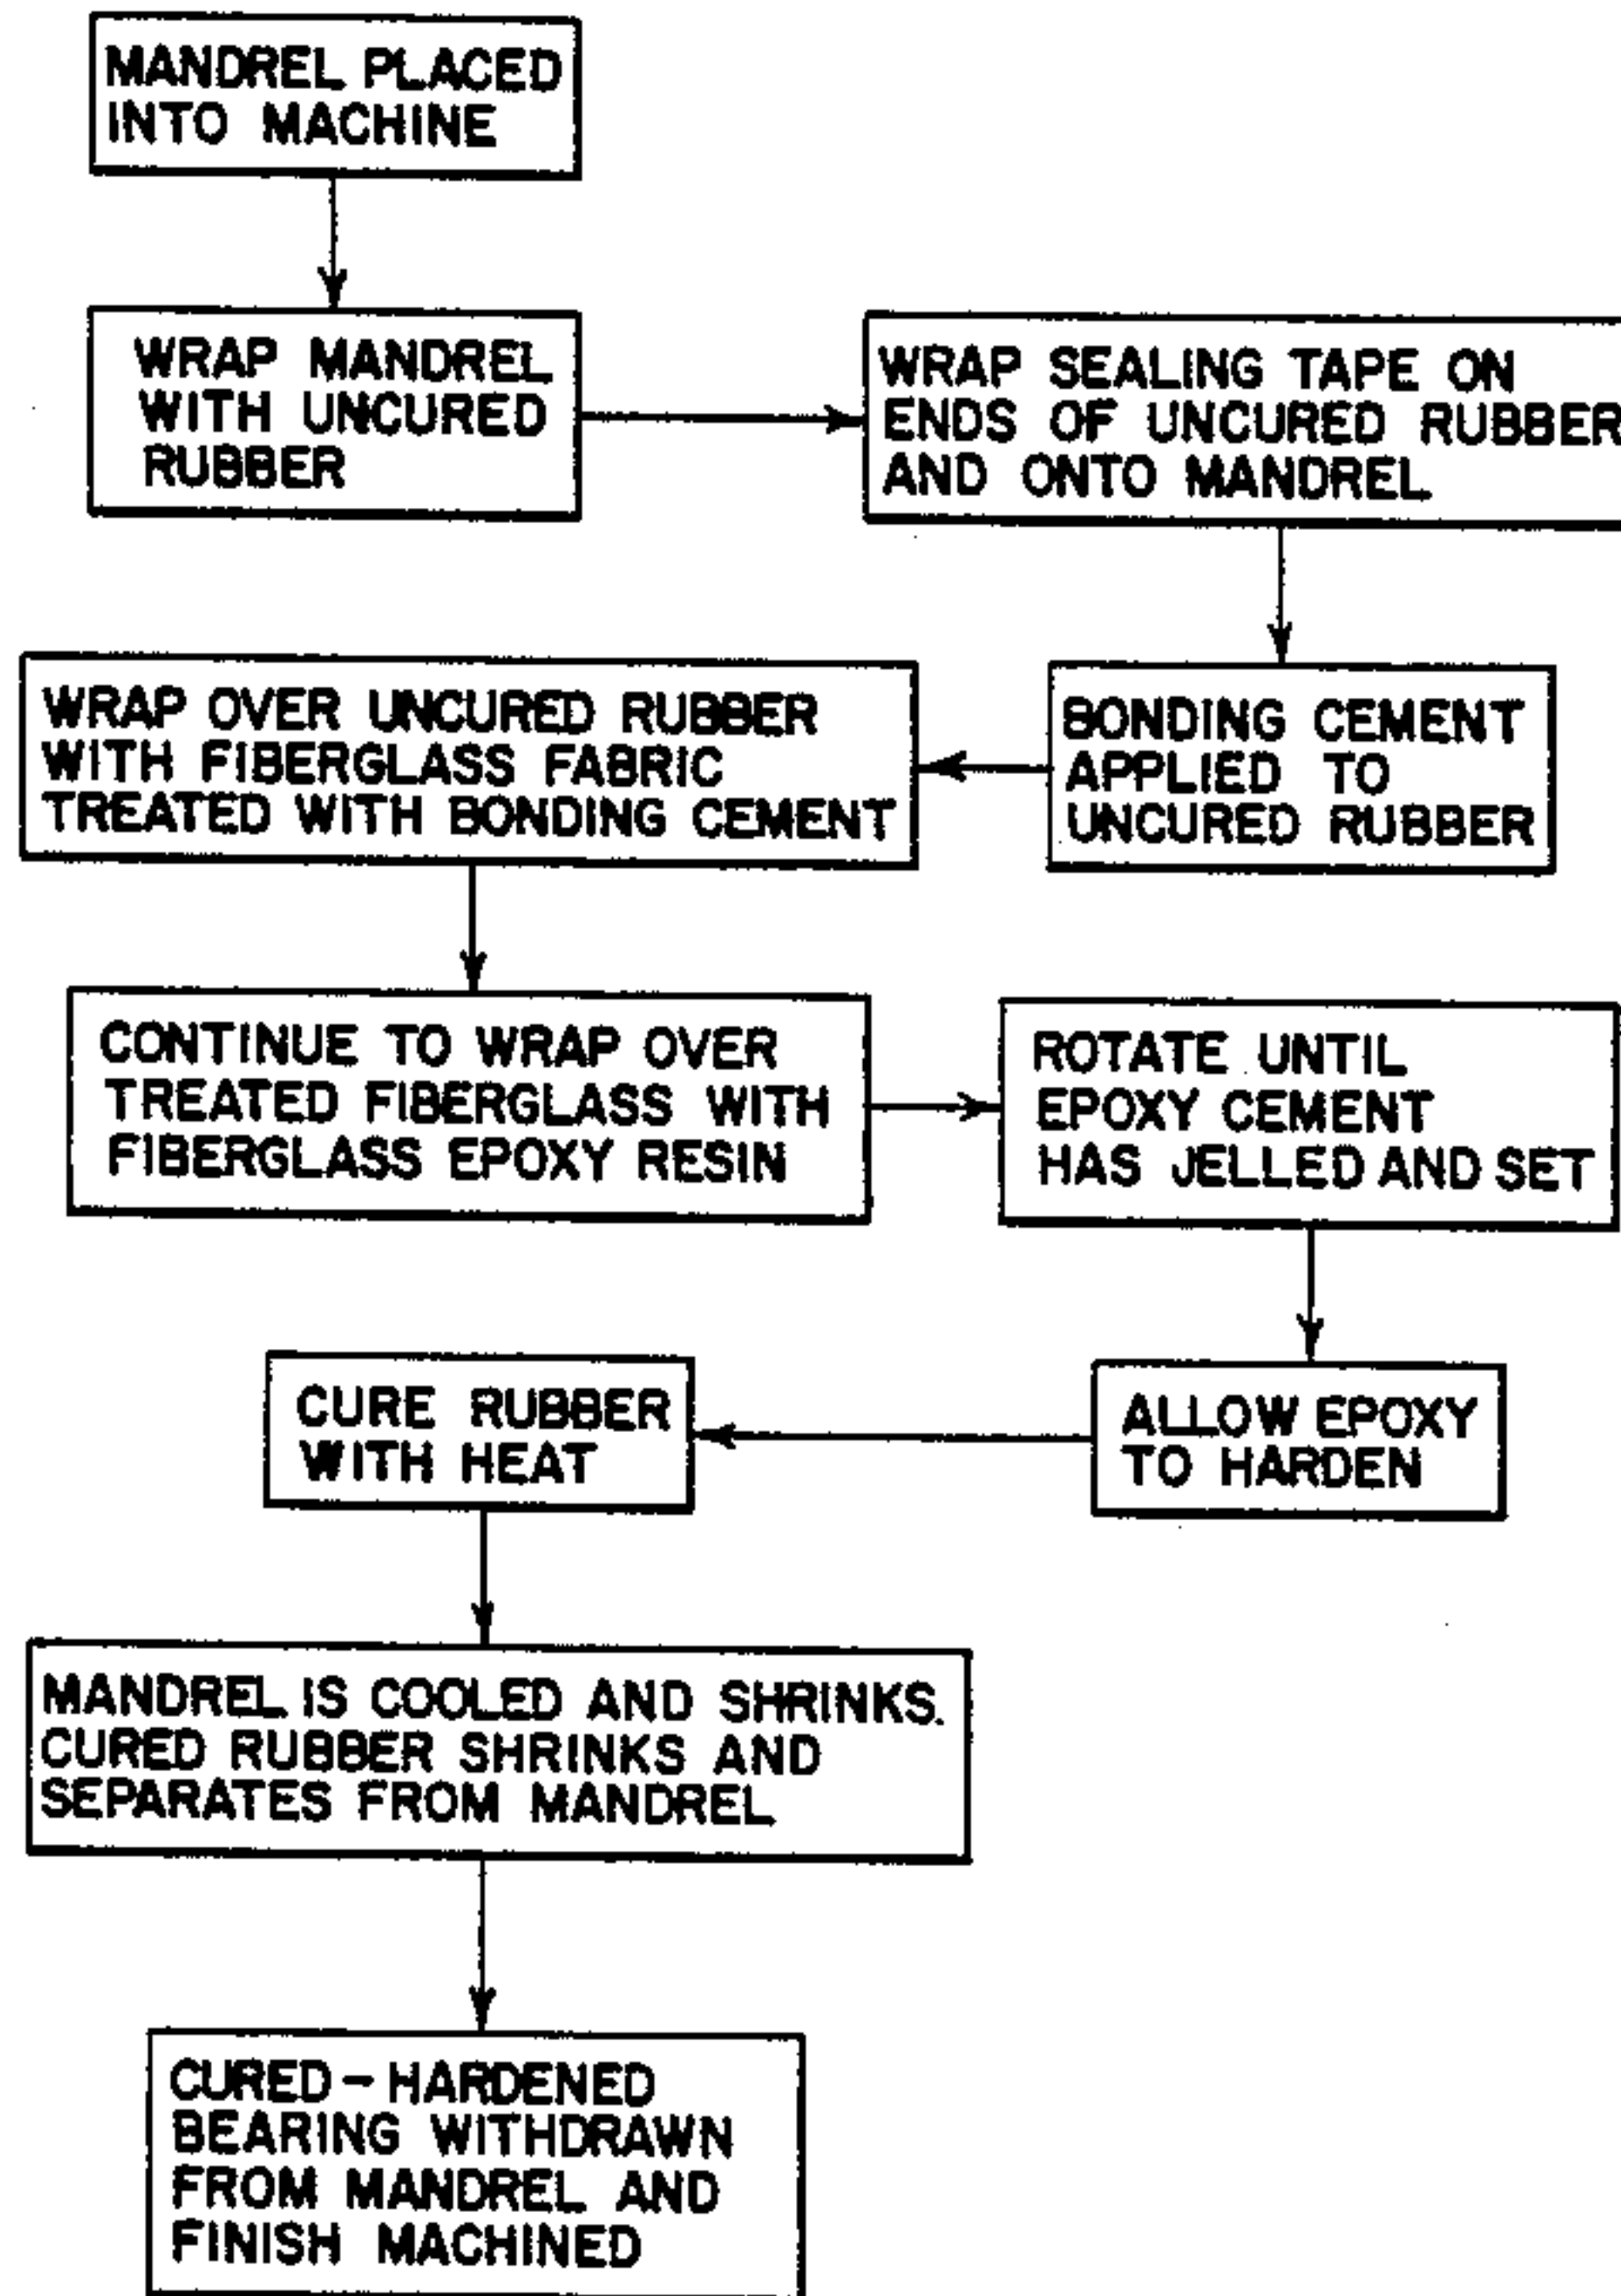 MANDREL PLACED
INTO MACHINE
WRAP MANDREL
WITH UNCURED
RUBBER
WRAP SEALING TAPE ON
ENDS OF UNCURED RUBBER
AND ONTO MANDREL
BONDING CEMENT
APPLIED TO
UNCURED RUBBER
WRAP OVER UNCURED RUBBER
WITH FIBERGLASS FABRIC
TREATED WITH BONDING CEMENT
CONTINUE TO WRAP OVER
TREATED FIBERGLASS WITH
FIBERGLASS EPOXY RESIN
ROTATE UNTIL
EPOXY CEMENT
HAS JELLED AND SET
ALLOW EPOXY
TO HARDEN
CURE RUBBER
WITH HEAT
MANDREL IS COOLED AND SHRINKS.
CURED RUBBER SHRINKS AND
SEPARATES FROM MANDREL
CURED-HARDENED
BEARING WITHDRAWN
FROM MANDREL AND
FINISH MACHINED